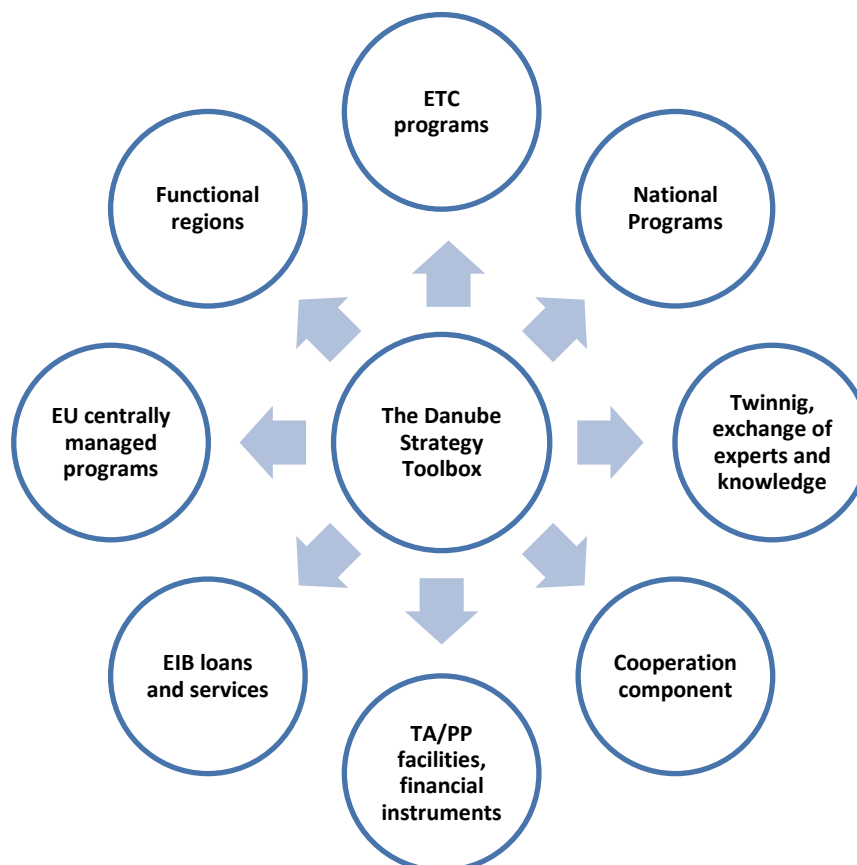 ETC
programs
National
Programs
Twinnig,
exchange of
experts and
knowledge
Cooperation
component
TA/PP
facilities,
financial
instruments
EIB loans
and services
EU centrally
managed
programs
Functional
regions
The Danube
Strategy
Toolbox